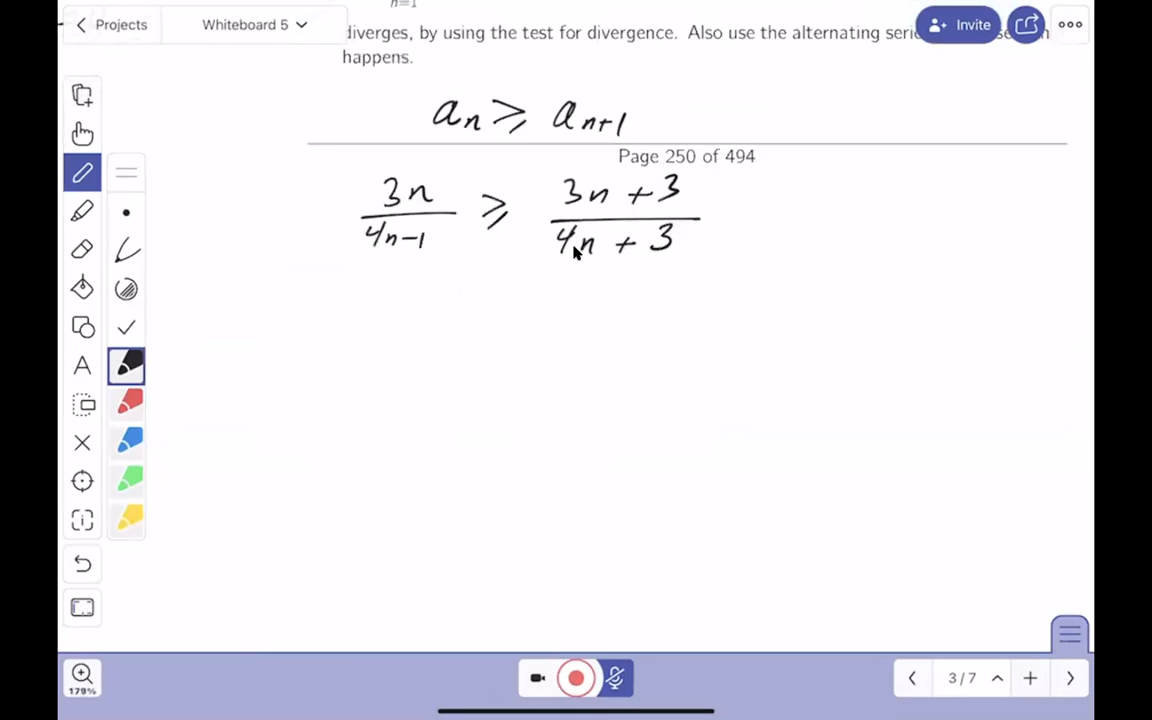 n=1
Projects Whiteboard 5 Invite
diverges, by using the test for divergence. Also use the alternating
happens.
aₙ ⩾ aₙ₊₁
Page 250 of 494
3n 3n + 3
⩾
4n-1 4n + 3
A
179%
3 / 7